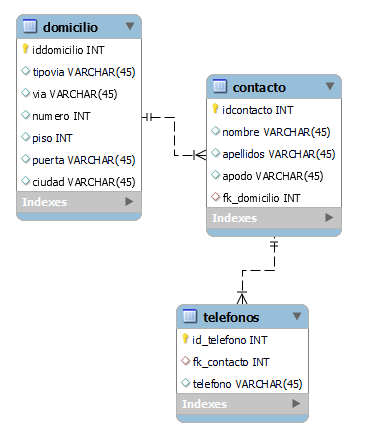 domicilio
iddomicilio INT
tipovia VARCHAR(45)
via VARCHAR(45)
numero INT
piso INT
puerta VARCHAR(45)
ciudad VARCHAR(45)
Indexes
contacto
idcontacto INT
nombre VARCHAR(45)
apellidos VARCHAR(45)
apodo VARCHAR(45)
fk_domicilio INT
Indexes
telefonos
id_telefono INT
fk_contacto INT
telefono VARCHAR(45)
Indexes